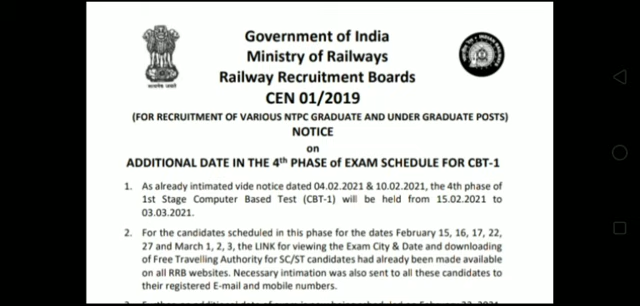 Government of India
Ministry of Railways
Railway Recruitment Boards
CEN 01/2019
(FOR RECRUITMENT OF VARIOUS NTPC GRADUATE AND UNDER GRADUATE POSTS)
NOTICE
on
ADDITIONAL DATE IN THE 4th PHASE of EXAM SCHEDULE FOR CBT-1
1. As already intimated vide notice dated 04.02.2021 & 10.02.2021, the 4th phase of
1st Stage Computer Based Test (CBT-1) will be held from 15.02.2021 to
03.03.2021.
2. For the candidates scheduled in this phase for the dates February 15, 16, 17, 22,
27 and March 1, 2, 3, the LINK for viewing the Exam City & Date and downloading
of Free Travelling Authority for SC/ST candidates had already been made available
on all RRB websites. Necessary intimation was also sent to all these candidates to
their registered E-mail and mobile numbers.